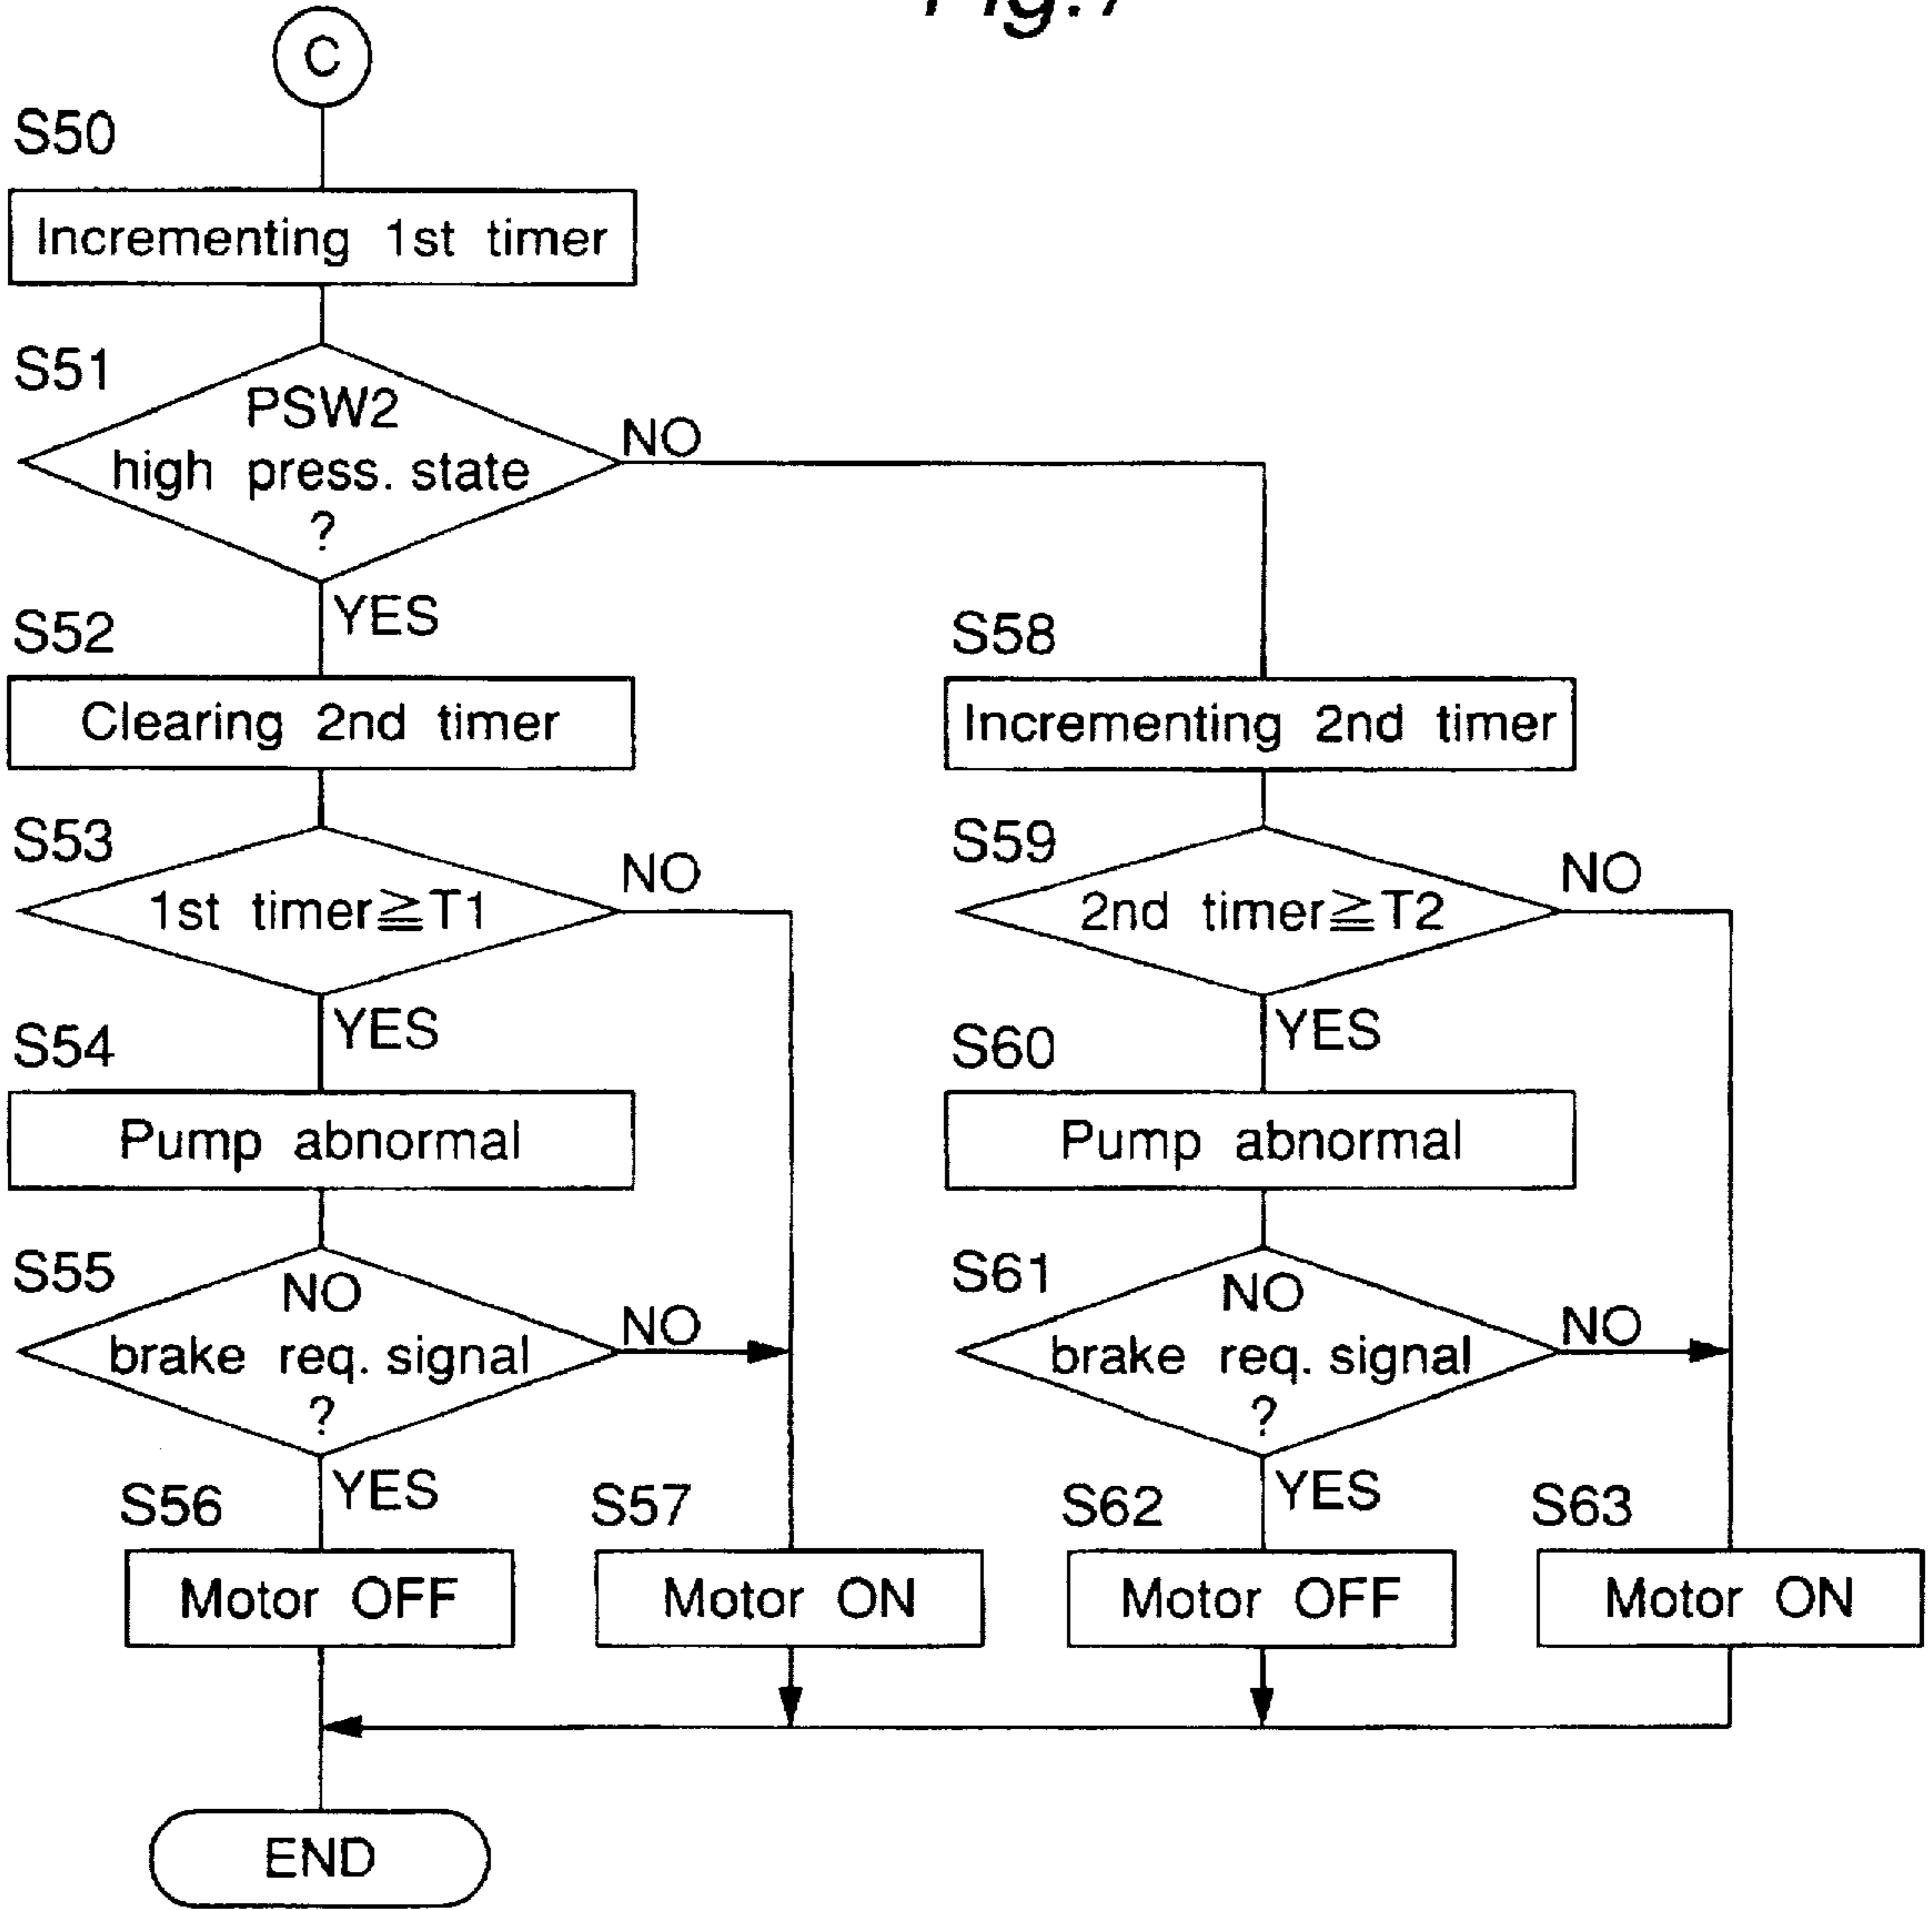 Fig.7
C
S50
Incrementing 1st timer
S51
PSW2
high press. state
?
NO
YES
S52
Clearing 2nd timer
S58
Incrementing 2nd timer
S53
1st timer≧T1
NO
YES
S59
2nd timer≧T2
NO
YES
S54
Pump abnormal
S60
Pump abnormal
S55
NO
brake req. signal
?
NO
YES
S61
NO
brake req. signal
?
NO
YES
S56
Motor OFF
S57
Motor ON
S62
Motor OFF
S63
Motor ON
END